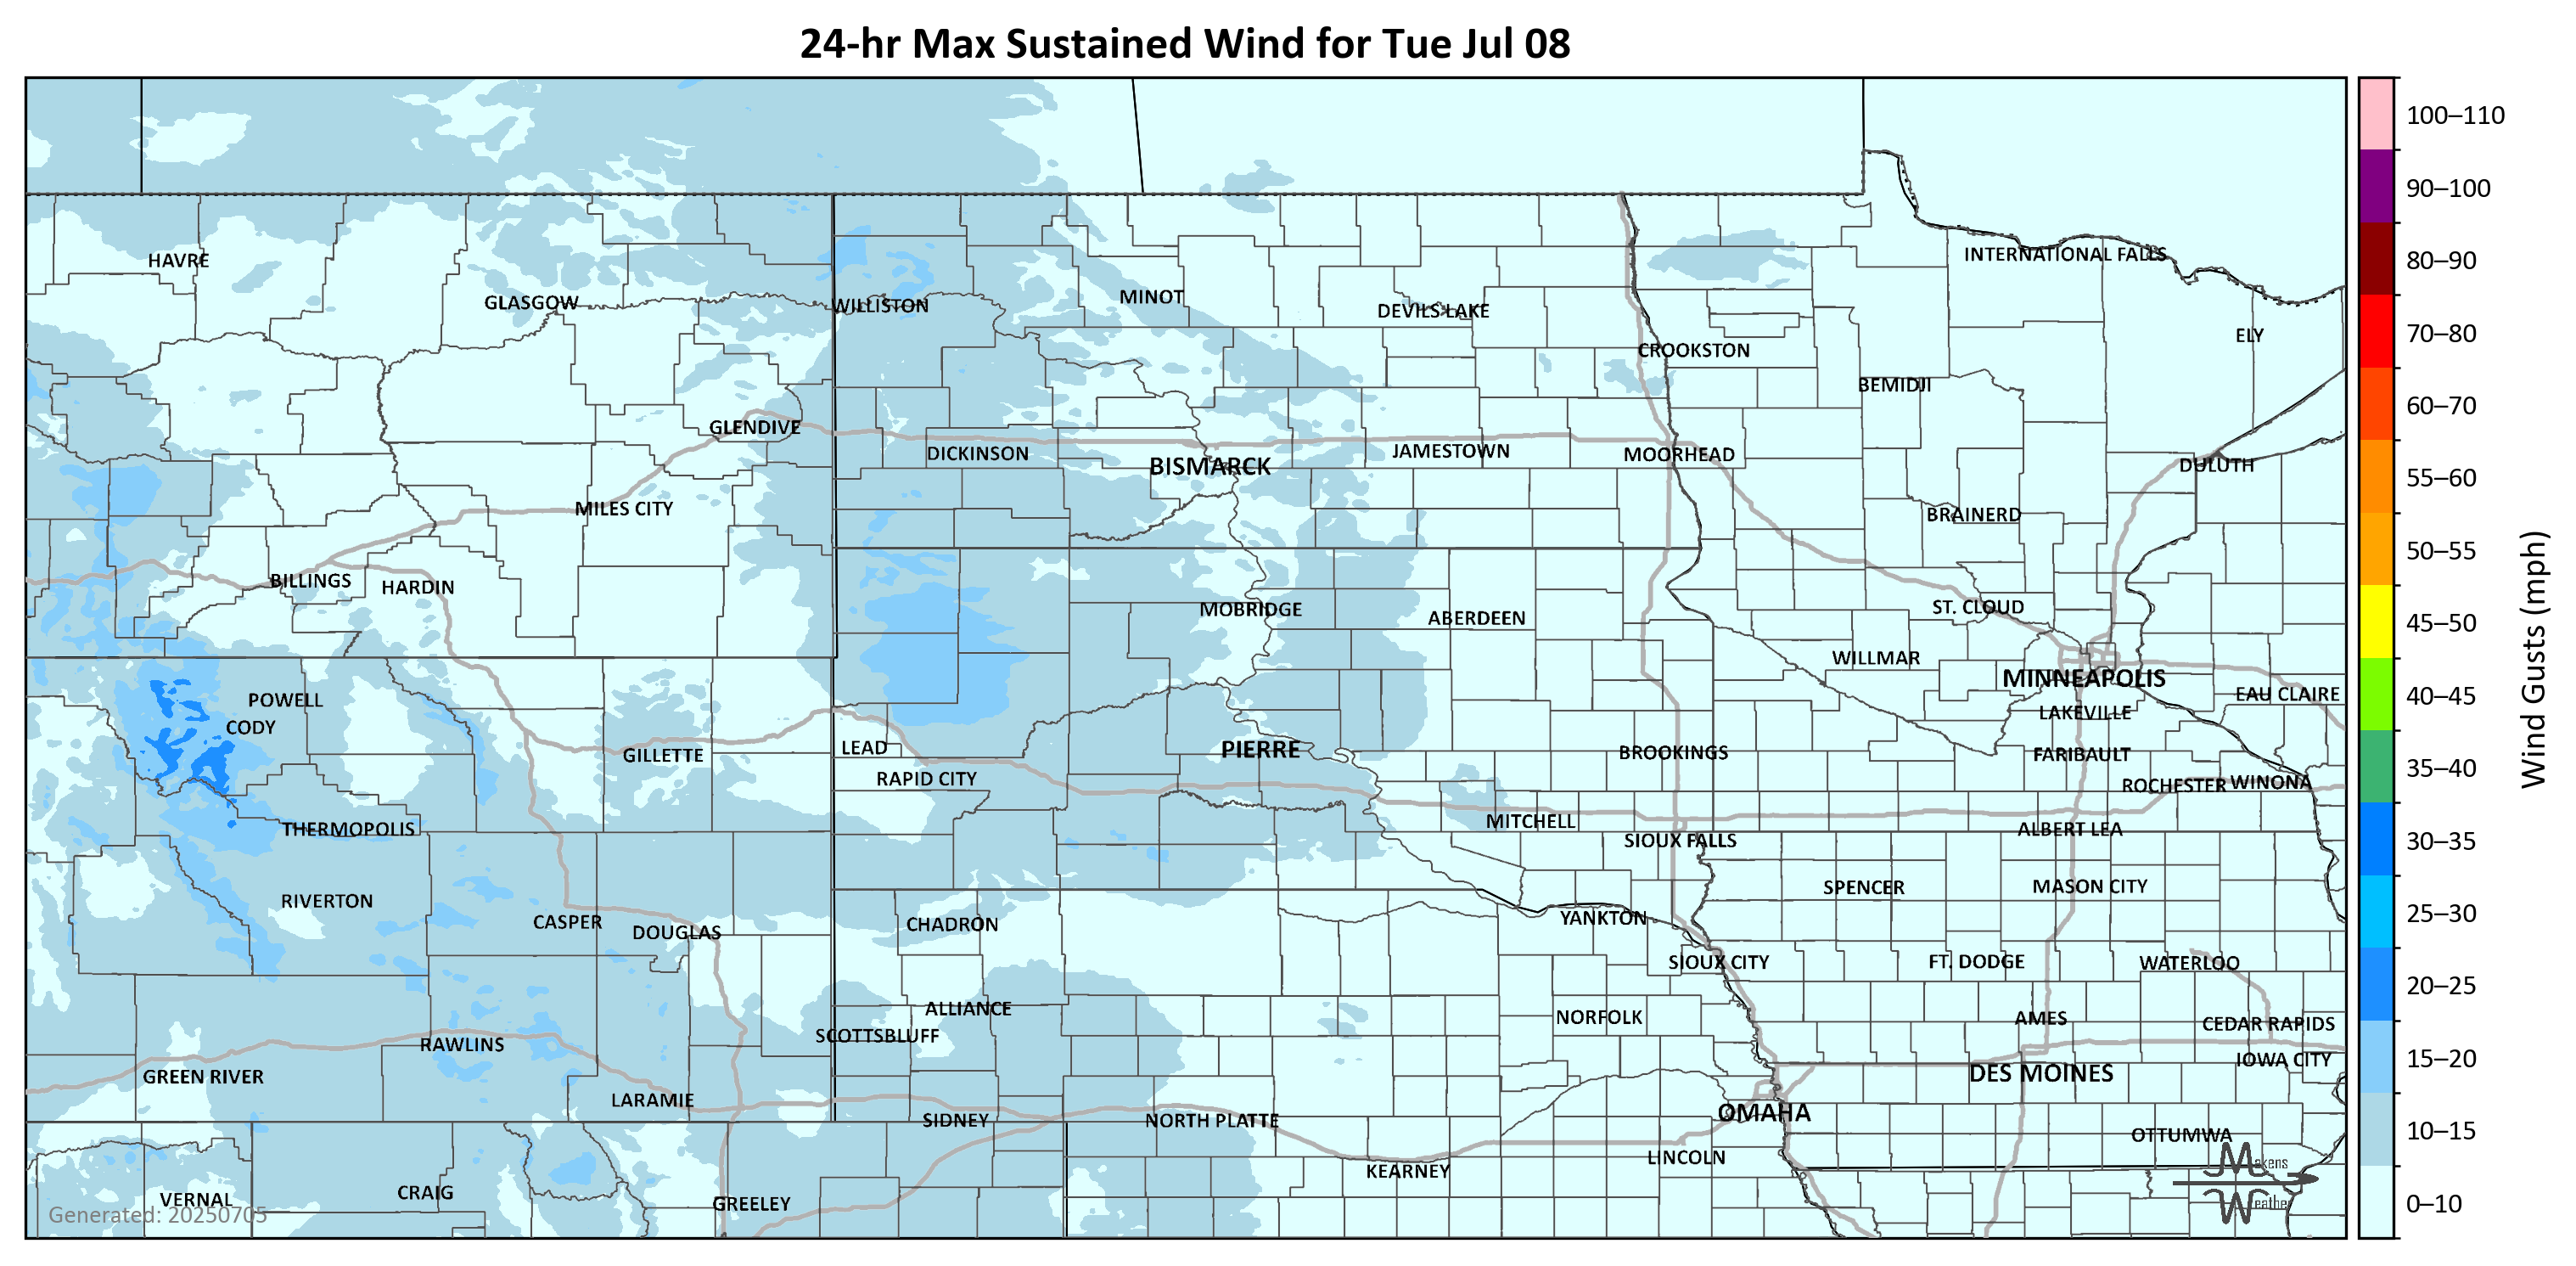 24-hr Max Sustained Wind for Tue Jul 08
100–110
90–100
80–90
70–80
60–70
55–60
50–55
45–50
40–45
35–40
30–35
25–30
20–25
15–20
10–15
0–10
Wind Gusts (mph)
HAVRE
GLASGOW
WILLISTON
MINOT
DEVILS LAKE
INTERNATIONAL FALLS
ELY
CROOKSTON
BEMIDJI
GLENDIVE
DICKINSON
BISMARCK
JAMESTOWN
MOORHEAD
DULUTH
MILES CITY
BRAINERD
BILLINGS
HARDIN
MOBRIDGE
ABERDEEN
ST. CLOUD
WILLMAR
MINNEAPOLIS
EAU CLAIRE
POWELL
CODY
LAKEVILLE
GILLETTE
LEAD
PIERRE
BROOKINGS
FARIBAULT
RAPID CITY
ROCHESTER
WINONA
THERMOPOLIS
MITCHELL
SIOUX FALLS
ALBERT LEA
RIVERTON
SPENCER
MASON CITY
CASPER
DOUGLAS
CHADRON
YANKTON
SIOUX CITY
FT. DODGE
WATERLOO
ALLIANCE
SCOTTSBLUFF
NORFOLK
AMES
CEDAR RAPIDS
RAWLINS
IOWA CITY
GREEN RIVER
DES MOINES
LARAMIE
SIDNEY
NORTH PLATTE
OMAHA
OTTUMWA
KEARNEY
LINCOLN
VERNAL
CRAIG
GREELEY
Generated: 20250705
Makens
Weather